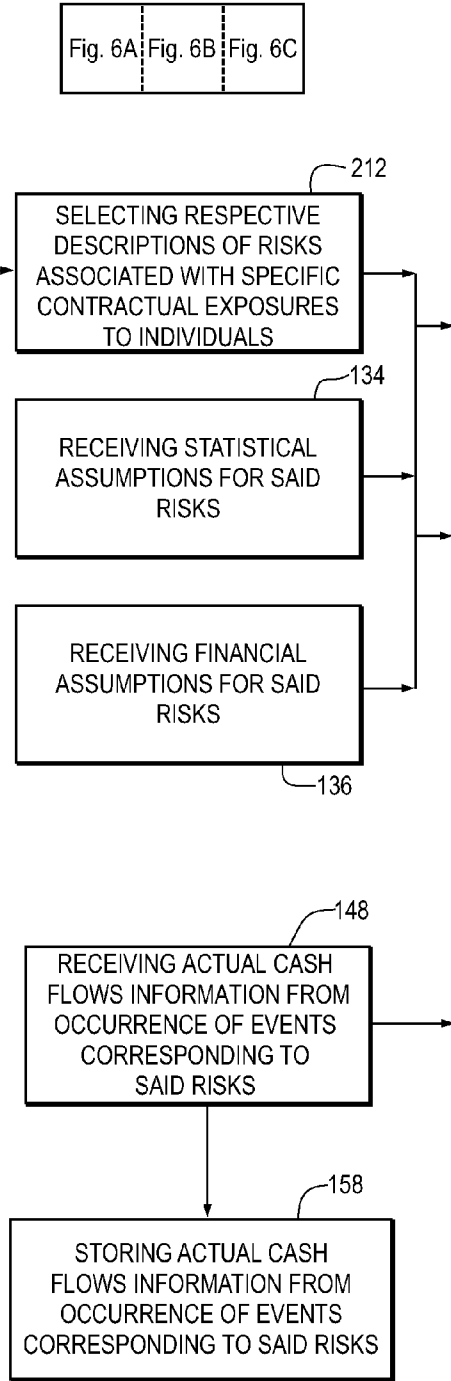 Fig. 6A Fig. 6B Fig. 6C
212
SELECTING RESPECTIVE
DESCRIPTIONS OF RISKS
ASSOCIATED WITH SPECIFIC
CONTRACTUAL EXPOSURES
TO INDIVIDUALS
134
RECEIVING STATISTICAL
ASSUMPTIONS FOR SAID
RISKS
RECEIVING FINANCIAL
ASSUMPTIONS FOR SAID
RISKS
136
148
RECEIVING ACTUAL CASH
FLOWS INFORMATION FROM
OCCURRENCE OF EVENTS
CORRESPONDING TO
SAID RISKS
158
STORING ACTUAL CASH
FLOWS INFORMATION FROM
OCCURRENCE OF EVENTS
CORRESPONDING TO SAID RISKS